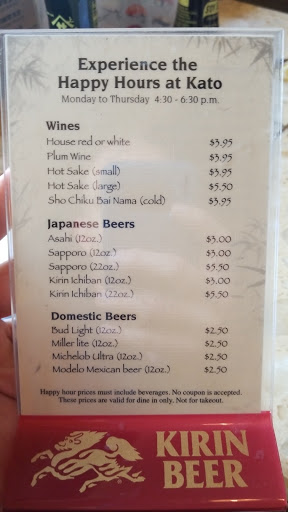 Experience the
Happy Hours at Kato
Monday to Thursday 4:30 - 6:30 p.m.
Wines
House red or white $3.95
Plum Wine $3.95
Hot Sake (small) $3.95
Hot Sake (large) $5.50
Sho Chiku Bai Nama (cold) $3.95
Japanese Beers
Asahi (12oz.) $3.00
Sapporo (12oz.) $3.00
Sapporo (22oz.) $5.50
Kirin Ichiban (12oz.) $3.00
Kirin Ichiban (22oz.) $5.50
Domestic Beers
Bud Light (12oz.) $2.50
Miller lite (12oz.) $2.50
Michelob Ultra (12oz.) $2.50
Modelo Mexican beer (12oz.) $2.50
Happy hour prices must include beverages. No coupon is accepted.
These prices are valid for dine in only. Not for takeout.
KIRIN
BEER